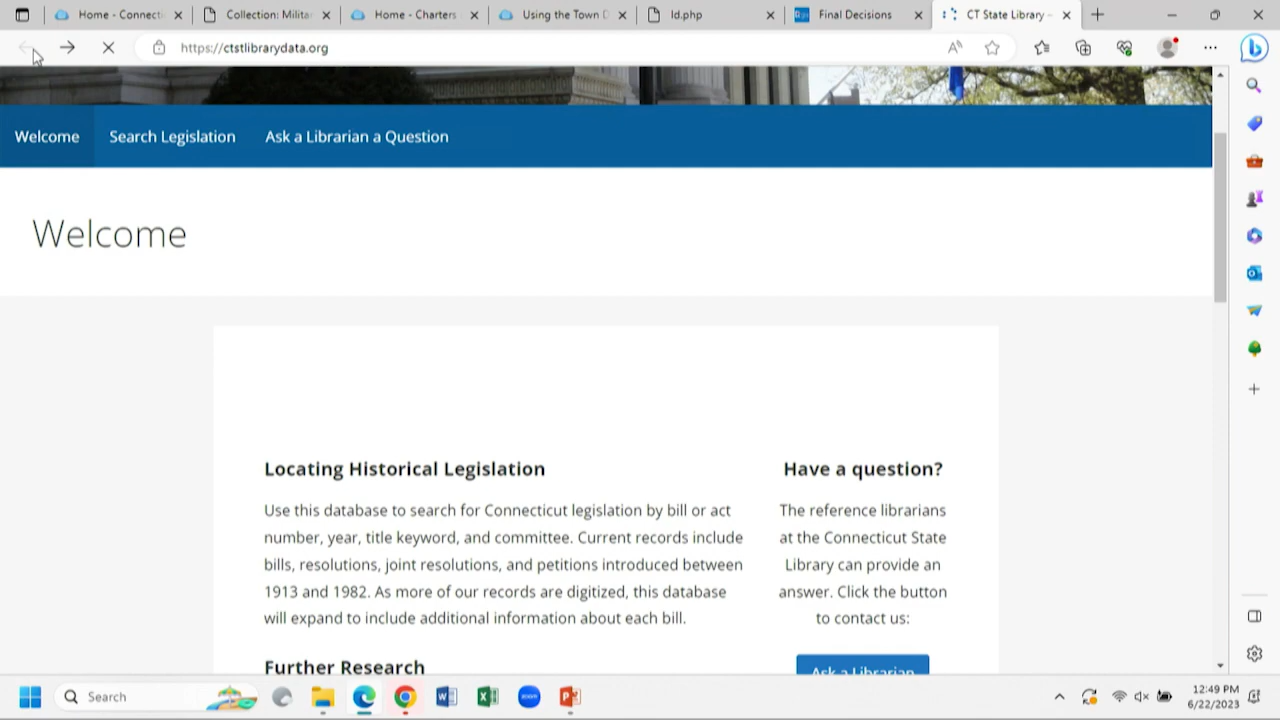 Home - Connecti
Collection: Militar
Home - Charters
Using the Town D
Id.php
Final Decisions
CT State Library -
https://ctstlibrarydata.org
Welcome
Search Legislation
Ask a Librarian a Question
Welcome
Locating Historical Legislation
Use this database to search for Connecticut legislation by bill or act
number, year, title keyword, and committee. Current records include
bills, resolutions, joint resolutions, and petitions introduced between
1913 and 1982. As more of our records are digitized, this database
will expand to include additional information about each bill.
Further Research
Have a question?
The reference librarians
at the Connecticut State
Library can provide an
answer. Click the button
to contact us:
Ask a Librarian
Search
12:49 PM
6/22/2023